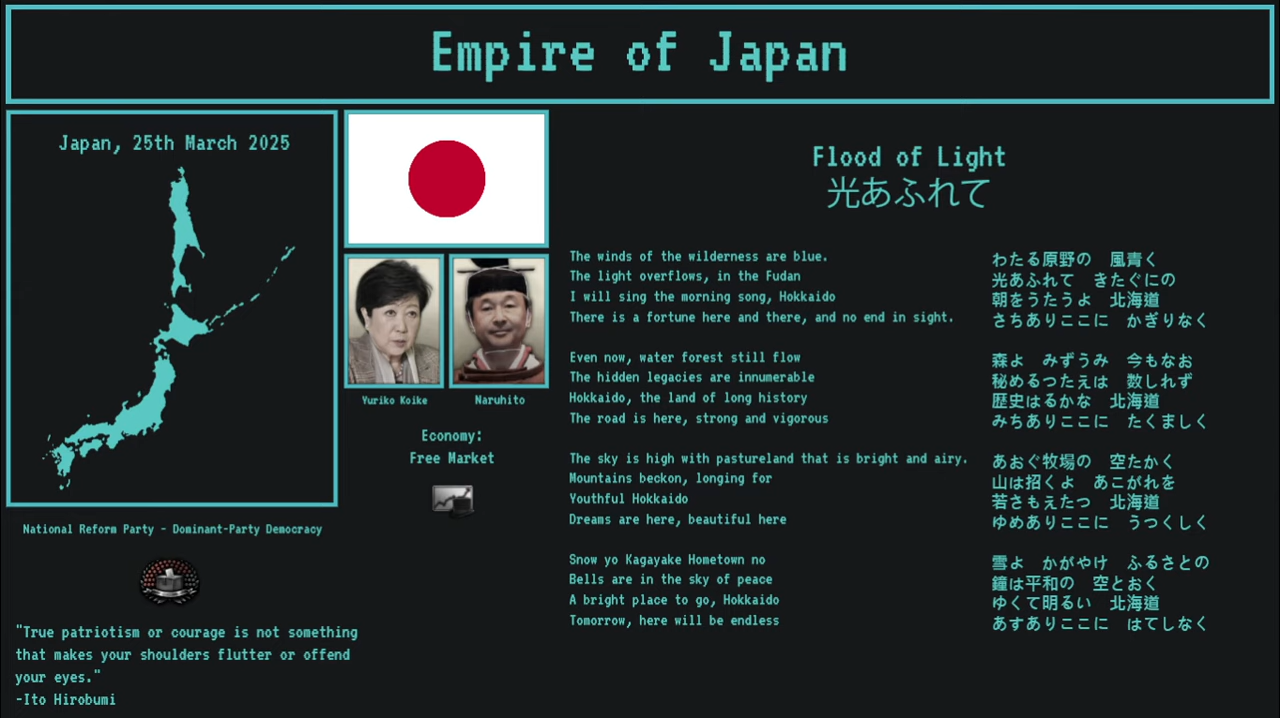 Empire of Japan
Japan, 25th March 2025
National Reform Party - Dominant-Party Democracy
"True patriotism or courage is not something
that makes your shoulders flutter or offend
your eyes."
-Ito Hirobumi
Yuriko Koike
Naruhito
Economy:
Free Market
Flood of Light
光あふれて
The winds of the wilderness are blue.
The light overflows, in the Fudan
I will sing the morning song, Hokkaido
There is a fortune here and there, and no end in sight.
Even now, water forest still flow
The hidden legacies are innumerable
Hokkaido, the land of long history
The road is here, strong and vigorous
The sky is high with pastureland that is bright and airy.
Mountains beckon, longing for
Youthful Hokkaido
Dreams are here, beautiful here
Snow yo Kagayake Hometown no
Bells are in the sky of peace
A bright place to go, Hokkaido
Tomorrow, here will be endless
わたる原野の　風青く
光あふれて　きたぐにの
朝をうたうよ　北海道
さちありここに　かぎりなく
森よ　みずうみ　今もなお
秘めるつたえは　数しれず
歴史はるかな　北海道
みちありここに　たくましく
あおぐ牧場の　空たかく
山は招くよ　あこがれを
若さもえたつ　北海道
ゆめありここに　うつくしく
雪よ　かがやけ　ふるさとの
鐘は平和の　空とおく
ゆくて明るい　北海道
あすありここに　はてしなく